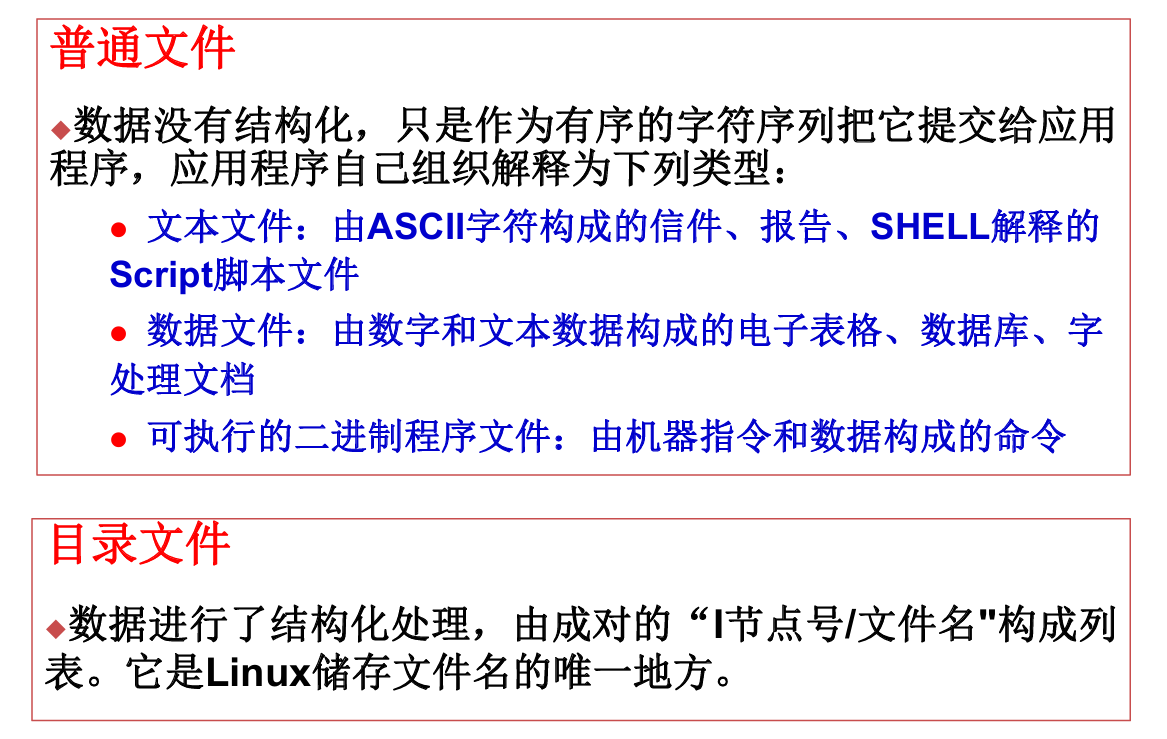 普通文件
◆数据没有结构化，只是作为有序的字符序列把它提交给应用
程序，应用程序自己组织解释为下列类型：
● 文本文件：由ASCII字符构成的信件、报告、SHELL解释的
Script脚本文件
● 数据文件：由数字和文本数据构成的电子表格、数据库、字
处理文档
● 可执行的二进制程序文件：由机器指令和数据构成的命令
目录文件
◆数据进行了结构化处理，由成对的“I节点号/文件名"构成列
表。它是Linux储存文件名的唯一地方。